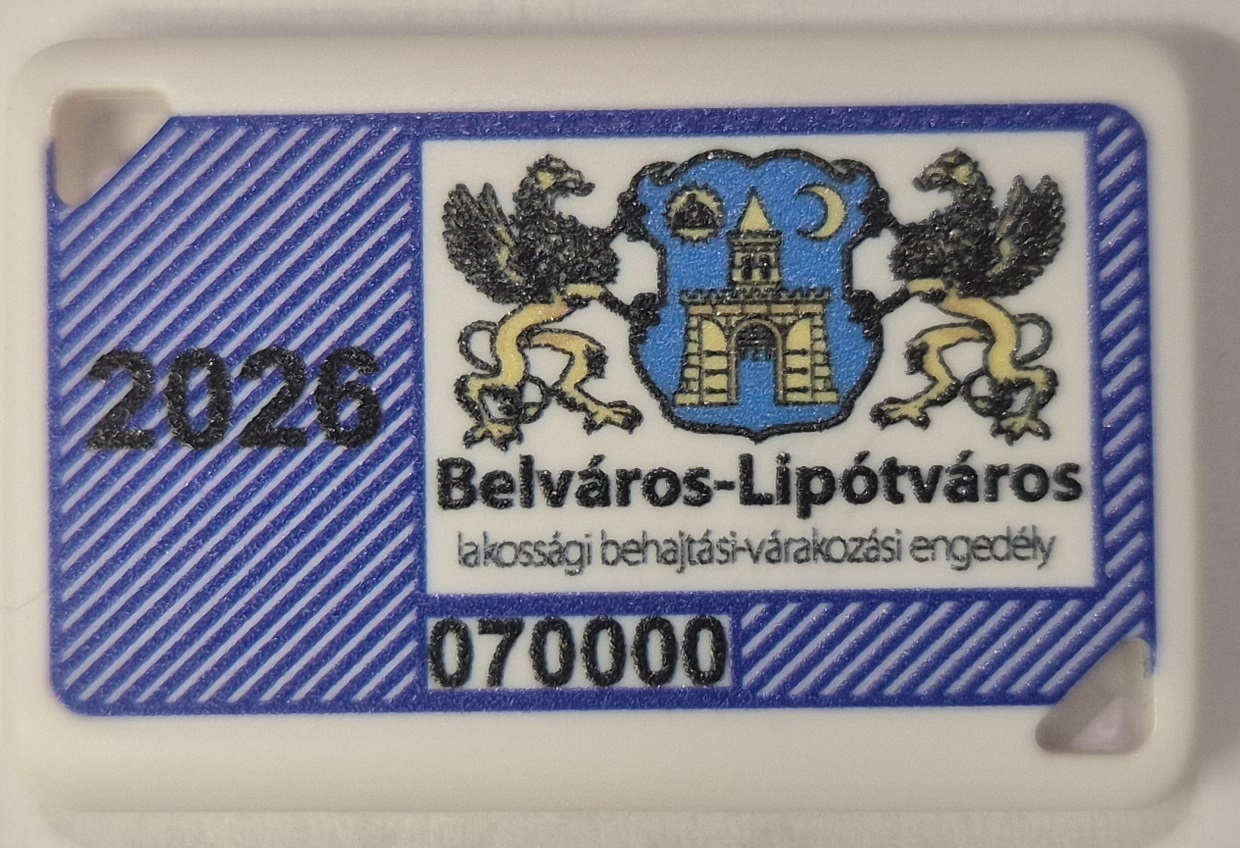 2026
Belváros-Lipótváros
lakossági behajtási-várakozási engedély
070000